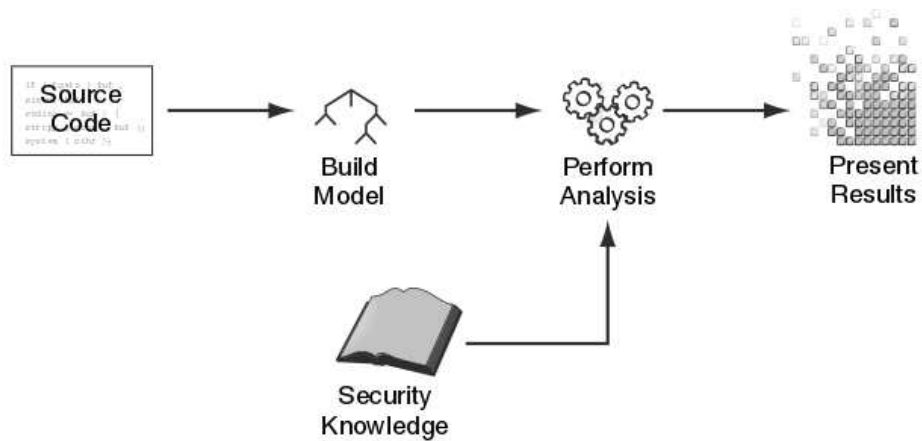 Source
Code
Build
Model
Perform
Analysis
Present
Results
Security
Knowledge